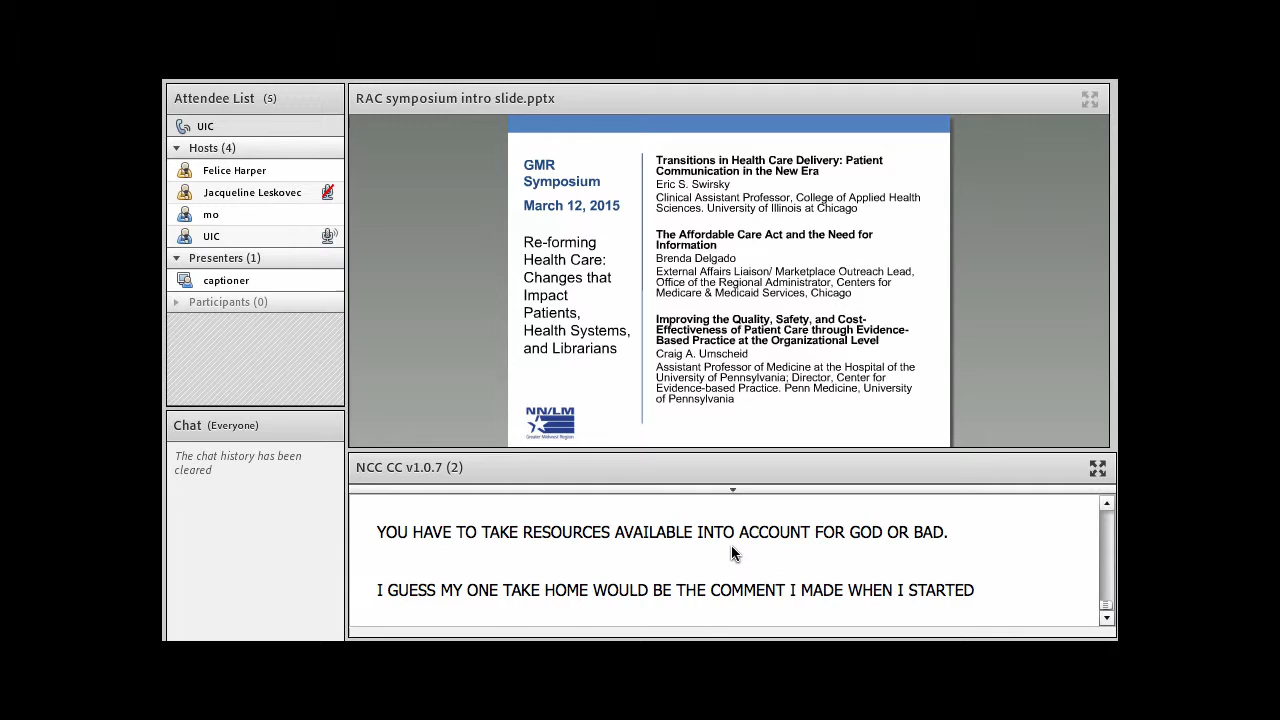 Attendee List (5)
UIC
Hosts (4)
Felice Harper
Jacqueline Leskovec
mo
UIC
Presenters (1)
captioner
Participants (0)
Chat (Everyone)
The chat history has been
cleared
RAC symposium intro slide.pptx
GMR
Symposium
March 12, 2015
Re-forming
Health Care:
Changes that
Impact
Patients,
Health Systems,
and Librarians
NN/LM
Greater Midwest Region
Transitions in Health Care Delivery: Patient
Communication in the New Era
Eric S. Swirsky
Clinical Assistant Professor, College of Applied Health
Sciences. University of Illinois at Chicago
The Affordable Care Act and the Need for
Information
Brenda Delgado
External Affairs Liaison/ Marketplace Outreach Lead,
Office of the Regional Administrator, Centers for
Medicare & Medicaid Services, Chicago
Improving the Quality, Safety, and Cost-
Effectiveness of Patient Care through Evidence-
Based Practice at the Organizational Level
Craig A. Umscheid
Assistant Professor of Medicine at the Hospital of the
University of Pennsylvania; Director, Center for
Evidence-based Practice. Penn Medicine, University
of Pennsylvania
NCC CC v1.0.7 (2)
YOU HAVE TO TAKE RESOURCES AVAILABLE INTO ACCOUNT FOR GOD OR BAD.
I GUESS MY ONE TAKE HOME WOULD BE THE COMMENT I MADE WHEN I STARTED